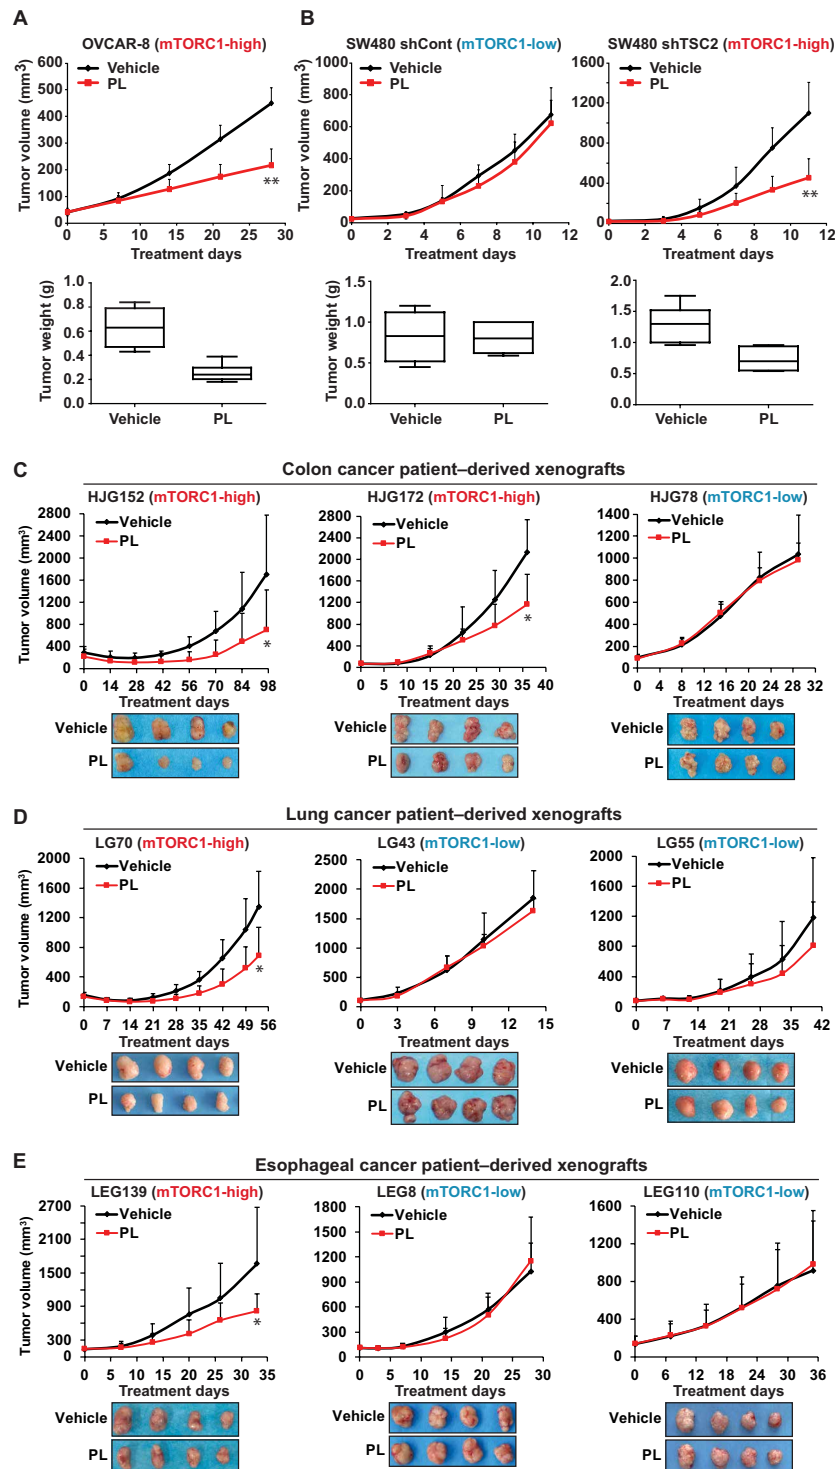 A
B
OVCAR-8 (mTORC1-high)
SW480 shCont (mTORC1-low)
SW480 shTSC2 (mTORC1-high)
Tumor volume (mm3)
600
500
400
300
200
100
0
Vehicle
PL
**
0 5 10 15 20 25 30
Treatment days
Tumor volume (mm3)
1000
800
600
400
200
0
Vehicle
PL
0 2 4 6 8 10 12
Treatment days
1600
1200
800
400
0
Vehicle
PL
**
0 2 4 6 8 10 12
Treatment days
Tumor weight (g)
1.0
0.8
0.6
0.4
0.2
0.0
Vehicle PL
Tumor weight (g)
1.5
1.0
0.5
0.0
Vehicle PL
2.0
1.5
1.0
0.5
0.0
Vehicle PL
C
Colon cancer patient–derived xenografts
HJG152 (mTORC1-high)
HJG172 (mTORC1-high)
HJG78 (mTORC1-low)
Tumor volume (mm3)
2800
2400
2000
1600
1200
800
400
0
Vehicle
PL
*
0 14 28 42 56 70 84 98
Treatment days
2800
2400
2000
1600
1200
800
400
0
Vehicle
PL
*
0 5 10 15 20 25 30 35 40
Treatment days
1400
1200
1000
800
600
400
200
0
Vehicle
PL
0 4 8 12 16 20 24 28 32
Treatment days
Vehicle
PL
Vehicle
PL
Vehicle
PL
D
Lung cancer patient–derived xenografts
LG70 (mTORC1-high)
LG43 (mTORC1-low)
LG55 (mTORC1-low)
Tumor volume (mm3)
2000
1600
1200
800
400
0
Vehicle
PL
*
0 7 14 21 28 35 42 49 56
Treatment days
2500
2000
1500
1000
500
0
Vehicle
PL
0 3 6 9 12 15
Treatment days
2000
1600
1200
800
400
0
Vehicle
PL
0 7 14 19 28 35 42
Treatment days
Vehicle
PL
Vehicle
PL
Vehicle
PL
E
Esophageal cancer patient–derived xenografts
LEG139 (mTORC1-high)
LEG8 (mTORC1-low)
LEG110 (mTORC1-low)
Tumor volume (mm3)
2700
2100
1500
900
300
0
Vehicle
PL
*
0 5 10 15 20 25 30 35
Treatment days
1800
1500
1200
900
600
300
0
Vehicle
PL
0 5 10 15 20 25 30
Treatment days
1600
1200
800
400
0
Vehicle
PL
0 6 12 18 24 30 36
Treatment days
Vehicle
PL
Vehicle
PL
Vehicle
PL